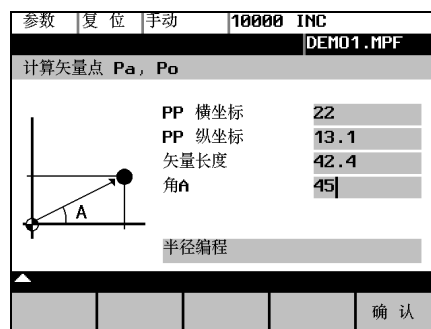 参数 复 位 手动 10000 INC
DEMO1.MPF
计算矢量点 Pa, Po
PP 横坐标 22
PP 纵坐标 13.1
矢量长度 42.4
角A 45
A
半径编程
确 认